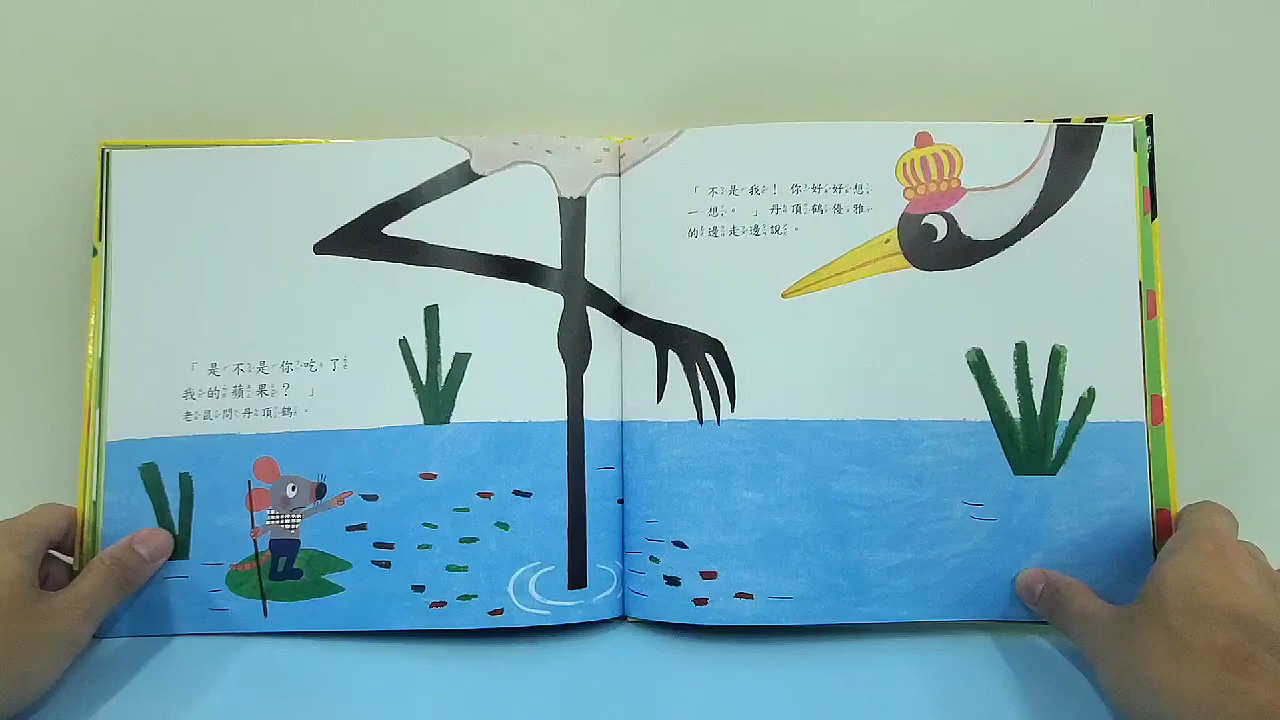 「是不是你吃了
我的蘋果？」
老鼠問丹頂鶴。
「不是我！你好好想
一想。」丹頂鶴優雅
的邊走邊說。